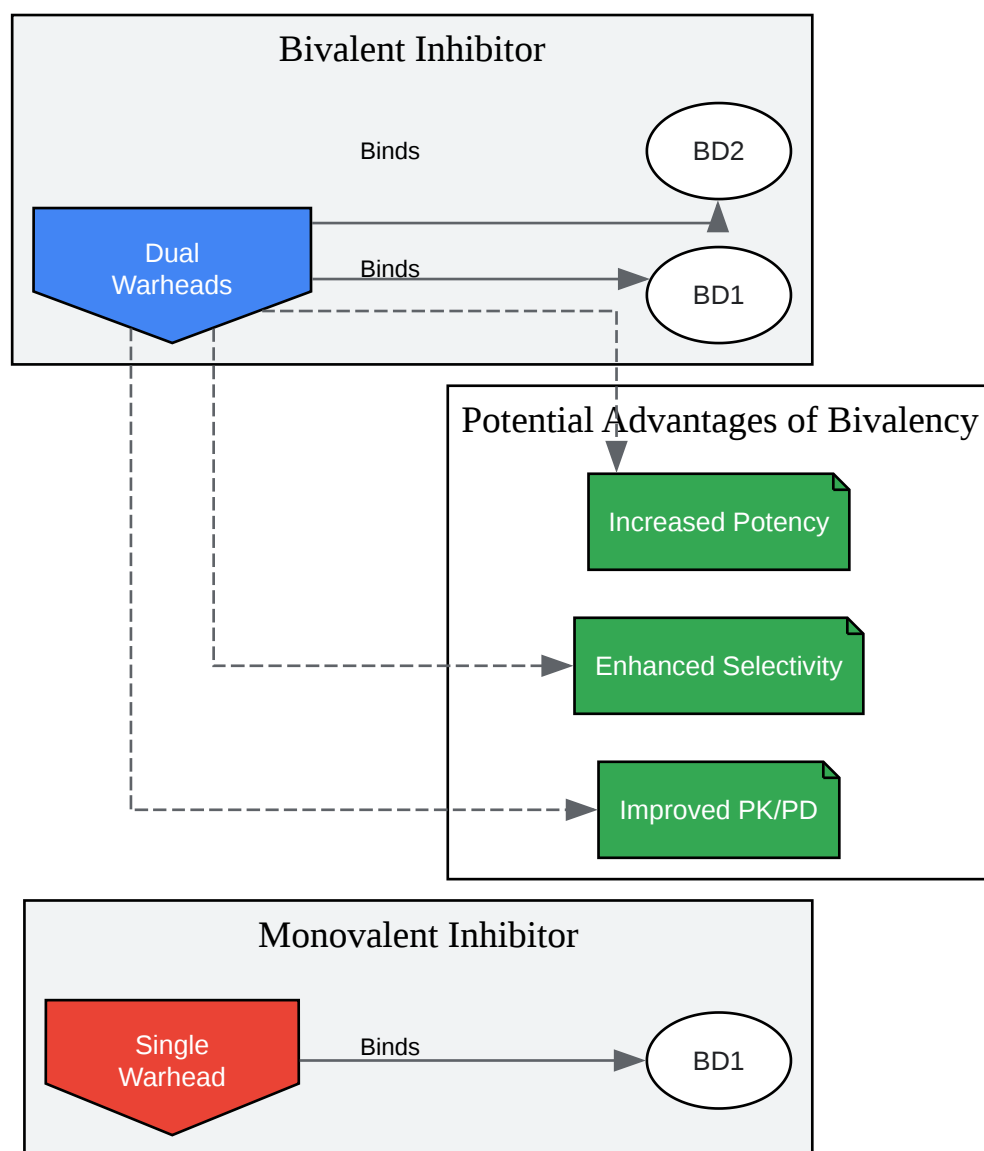 Bivalent Inhibitor
Binds
BD2
Dual
Warheads
Binds
BD1
Potential Advantages of Bivalency
Increased Potency
Enhanced Selectivity
Improved PK/PD
Monovalent Inhibitor
Single
Warhead
Binds
BD1